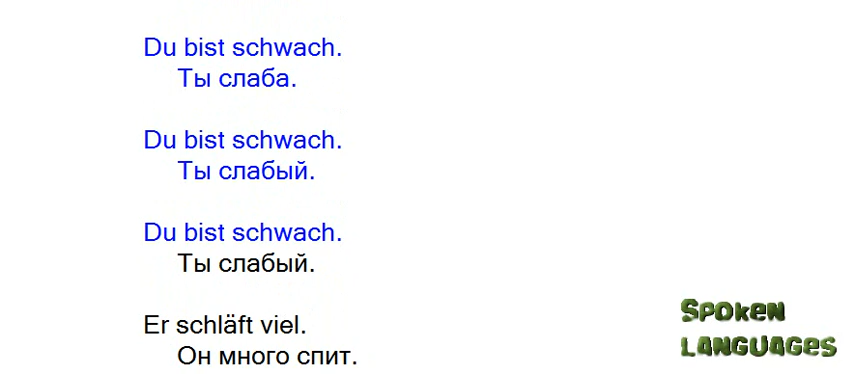 Du bist schwach.
Ты слаба.
Du bist schwach.
Ты слабый.
Du bist schwach.
Ты слабый.
Er schläft viel.
Он много спит.
Spoken
Languages